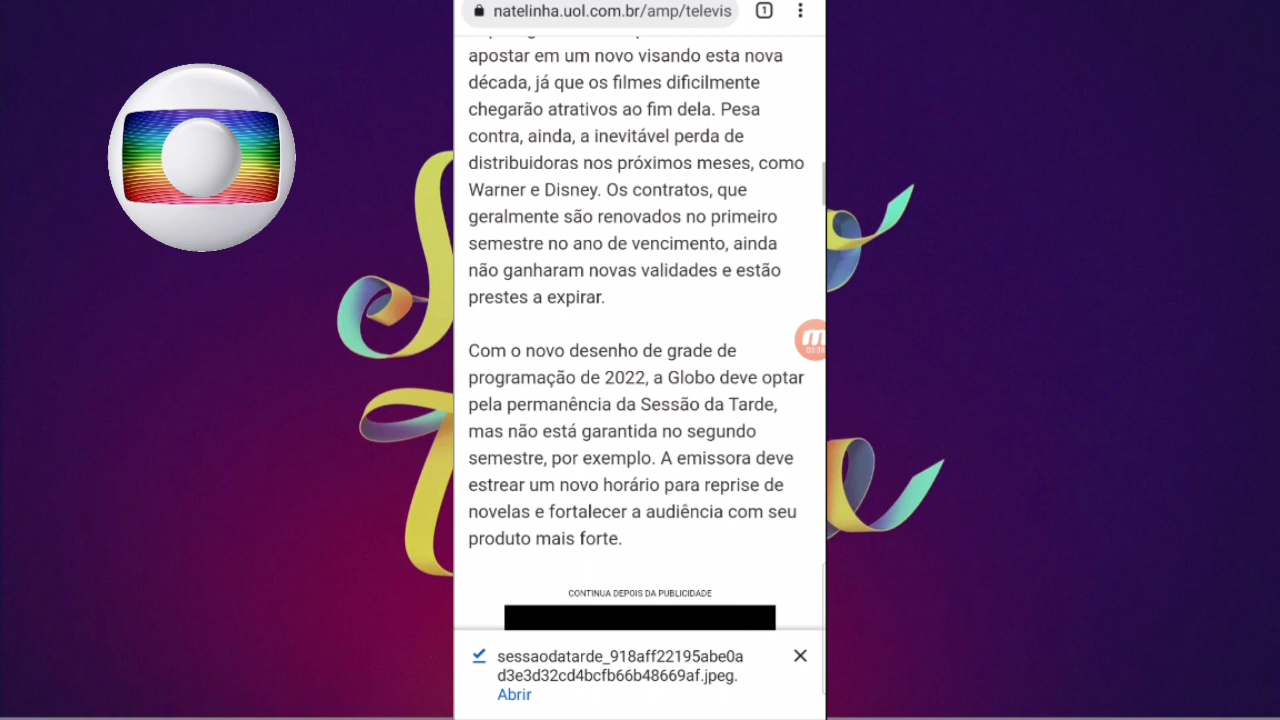 natelinha.uol.com.br/amp/televis
1
apostar em um novo visando esta nova
década, já que os filmes dificilmente
chegarão atrativos ao fim dela. Pesa
contra, ainda, a inevitável perda de
distribuidoras nos próximos meses, como
Warner e Disney. Os contratos, que
geralmente são renovados no primeiro
semestre no ano de vencimento, ainda
não ganharam novas validades e estão
prestes a expirar.
Com o novo desenho de grade de
programação de 2022, a Globo deve optar
pela permanência da Sessão da Tarde,
mas não está garantida no segundo
semestre, por exemplo. A emissora deve
estrear um novo horário para reprise de
novelas e fortalecer a audiência com seu
produto mais forte.
CONTINUA DEPOIS DA PUBLICIDADE
sessaodatarde_918aff22195abe0a
d3e3d32cd4bcfb66b48669af.jpeg.
Abrir